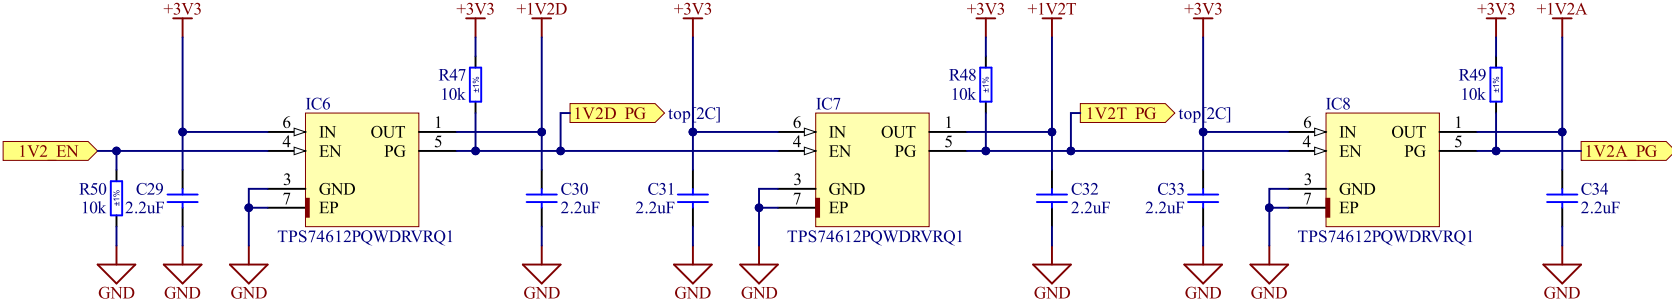 +3V3 +3V3 +1V2D +3V3 +3V3 +1V2T +3V3 +3V3 +1V2A
R47 10k ±1% R48 10k ±1% R49 10k ±1%
IC6 1V2D_PG top[2C] IC7 1V2T_PG top[2C] IC8
6 IN OUT 1 6 IN OUT 1 6 IN OUT 1
1V2_EN 4 EN PG 5 4 EN PG 5 4 EN PG 5 1V2A_PG
3 GND 3 GND 3 GND
7 EP 7 EP 7 EP
R50 10k ±1% C29 2.2uF C30 2.2uF C31 2.2uF C32 2.2uF C33 2.2uF C34 2.2uF
TPS74612PQWDRVRQ1 TPS74612PQWDRVRQ1 TPS74612PQWDRVRQ1
GND GND GND GND GND GND GND GND GND GND